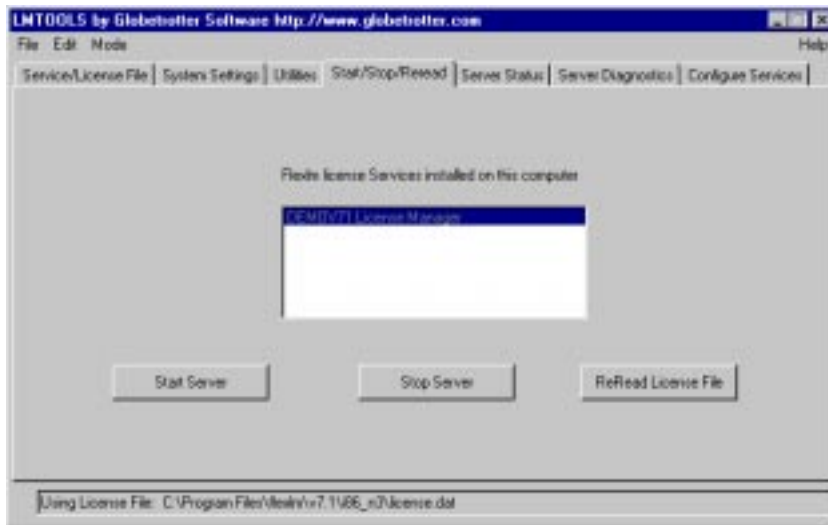 LMTOOLS by Globetrotter Software http://www.globetrotter.com
File Edit Mode Help
Service/License File System Settings Utilities Start/Stop/Reread Server Status Server Diagnostics Configure Services
Flexlm license Services installed on this computer
DEMOV71 License Manager
Start Server Stop Server ReRead License File
Using License File: C:\Program Files\flexlm\v7.1\i86_n3\license.dat